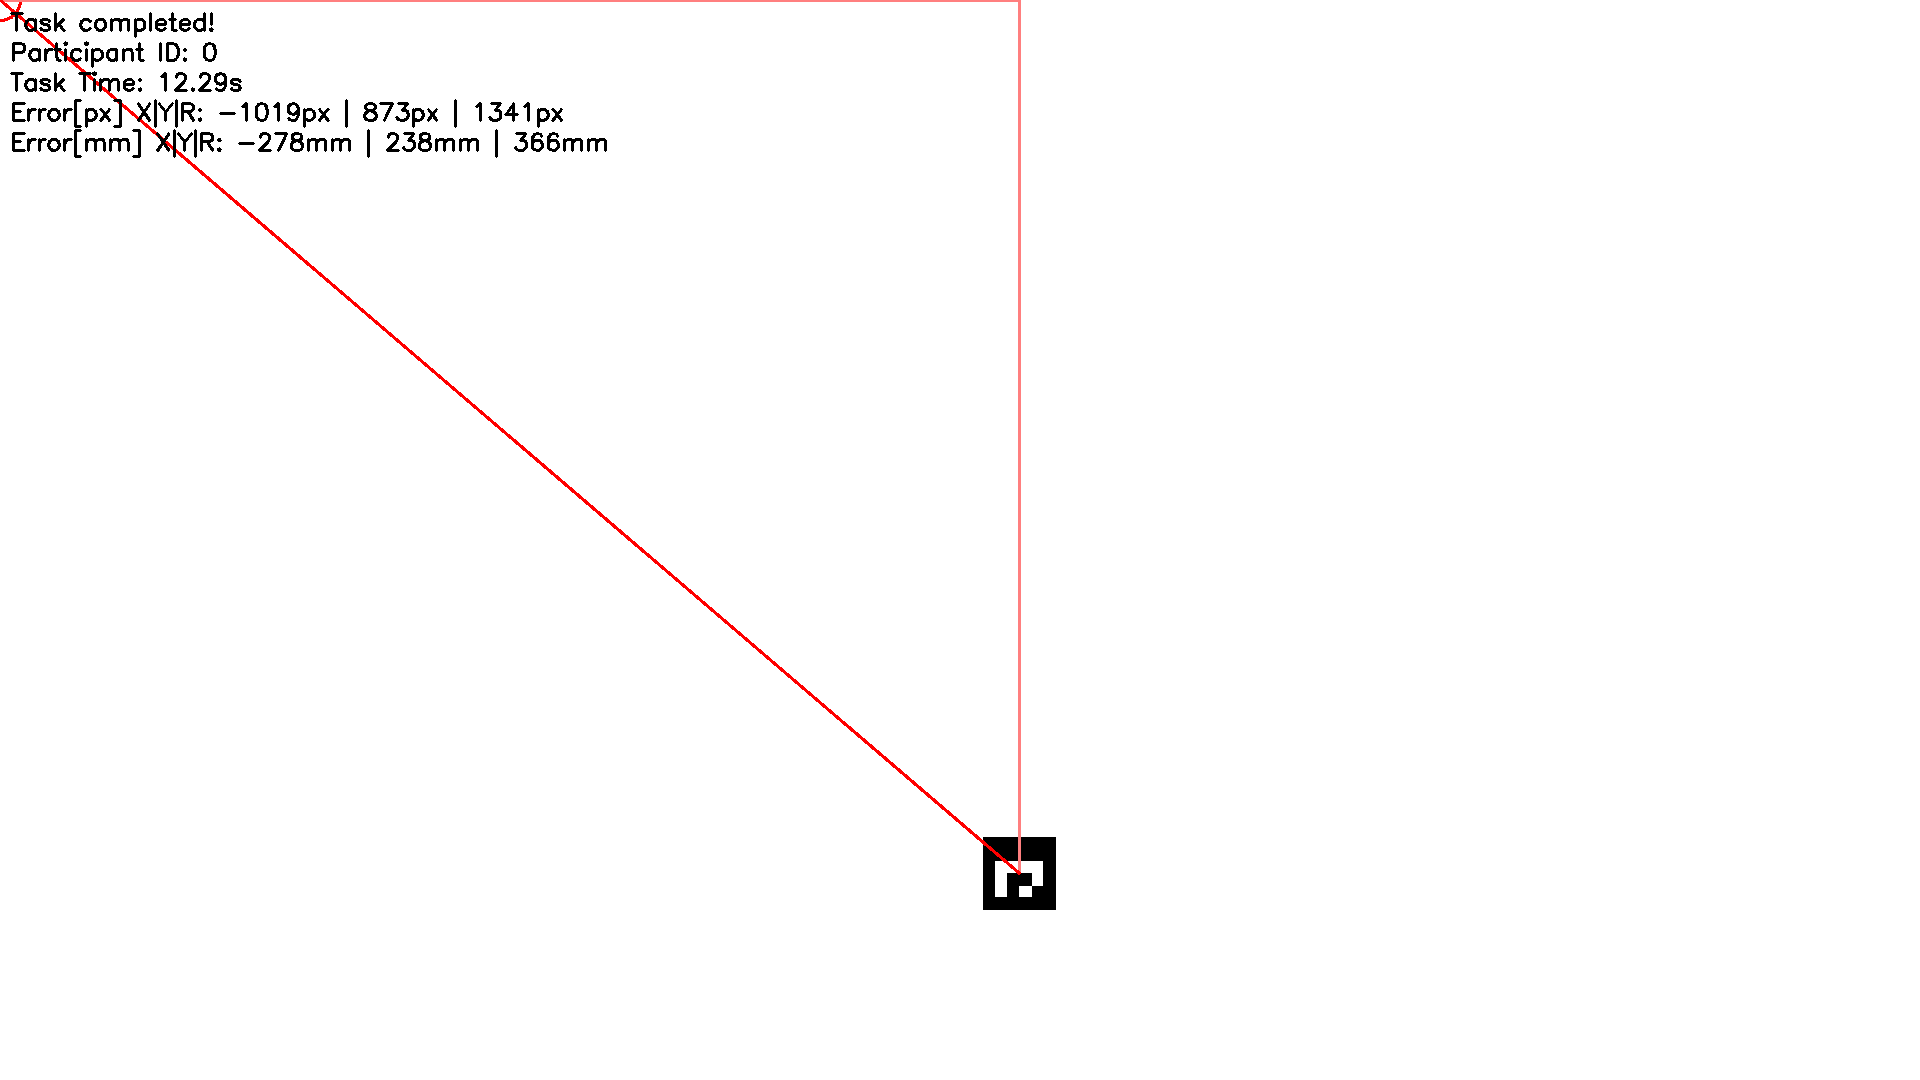 Task completed!
Participant ID: 0
Task Time: 12.29s
Error[px] X|Y|R: -1019px | 873px | 1341px
Error[mm] X|Y|R: -278mm | 238mm | 366mm